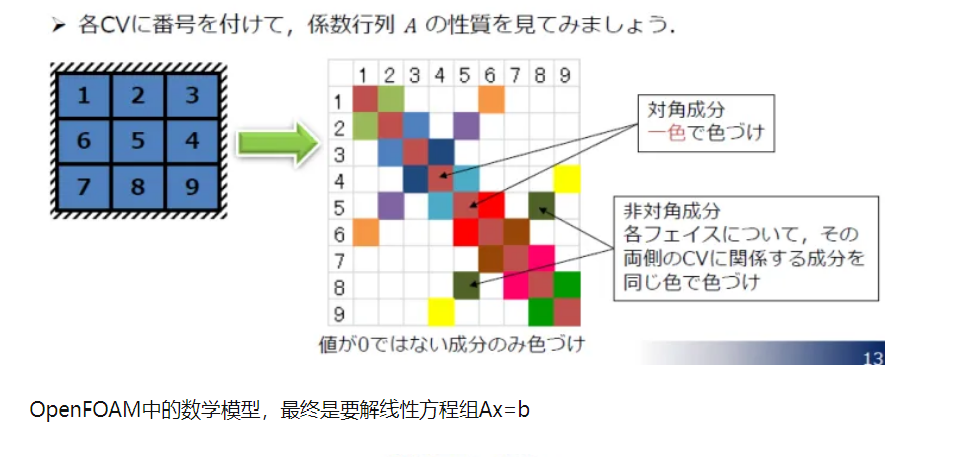 ➢ 各CVに番号を付けて，係数行列 A の性質を見てみましょう．
1 2 3
6 5 4
7 8 9
1 2 3 4 5 6 7 8 9
1
2
3
4
5
6
7
8
9
対角成分
一色で色づけ
非対角成分
各フェイスについて，その
両側のCVに関係する成分を
同じ色で色づけ
値が0ではない成分のみ色づけ
13
OpenFOAM中的数学模型，最终是要解线性方程组Ax=b